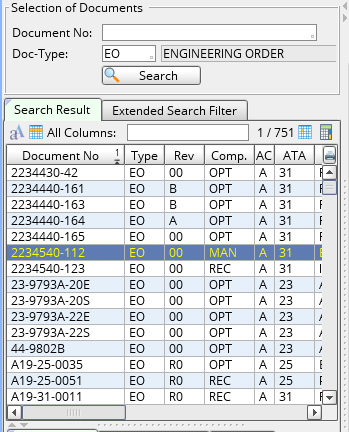 Selection of Documents
Document No:
Doc-Type: EO ENGINEERING ORDER
Search
Search Result Extended Search Filter
All Columns: 1 / 751
Document No 1 Type Rev Comp. AC ATA
2234430-42 EO 00 OPT A 31
2234440-161 EO B OPT A 31
2234440-163 EO B OPT A 31
2234440-164 EO A OPT A 31
2234440-165 EO 00 OPT A 31
2234540-112 EO 00 MAN A 31
2234540-123 EO 00 REC A 31
23-9793A-20E EO 00 OPT A 23
23-9793A-20S EO 00 OPT A 23
23-9793A-22E EO 00 OPT A 23
23-9793A-22S EO 00 OPT A 23
44-9802B EO 00 OPT A 23
A19-25-0035 EO R0 OPT A 25
A19-25-0051 EO R0 REC A 25
A19-31-0011 EO R0 REC A 31